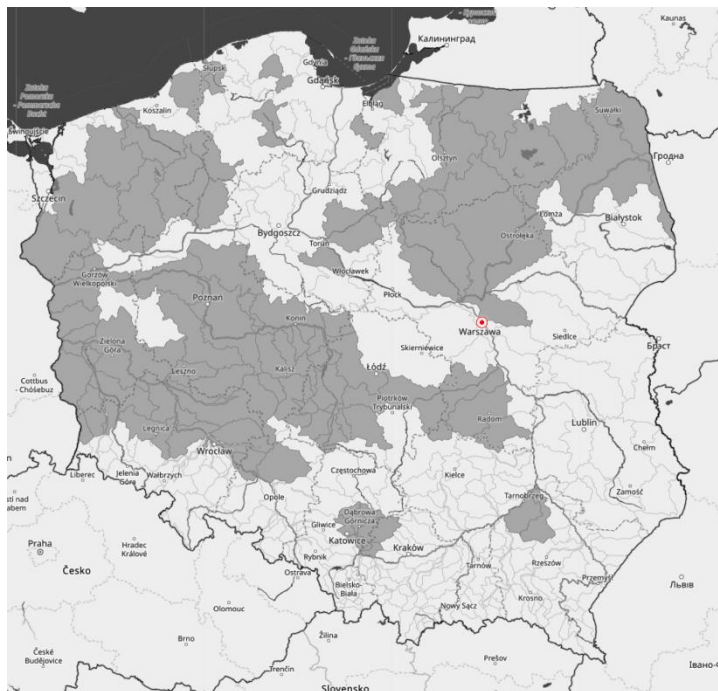 Kaunas
Калининград
Gdynia
Gdańsk
Zatoka
Gdańska
Słupsk
Elbląg
Koszalin
Świnoujście
Suwałki
Гродна
Olsztyn
Szczecin
Grudziądz
Łomża
Białystok
Bydgoszcz
Toruń
Ostrołęka
Włocławek
Gorzów
Wielkopolski
Poznań
Płock
Konin
Warszawa
Siedlce
Брэст
Zielona
Góra
Skierniewice
Łódź
Leszno
Kalisz
Cottbus
- Chóśebuz
Piotrków
Trybunalski
Radom
Lublin
Legnica
Wrocław
Chełm
Liberec
Jelenia
Góra
Wałbrzych
Częstochowa
Kielce
Opole
Zamość
Tarnobrzeg
Dąbrowa
Górnicza
Gliwice
Katowice
Kraków
Praha
Hradec
Králové
Rybnik
Tarnów
Rzeszów
Przemyśl
Česko
Ostrava
Bielsko-
Biała
Львів
Krosno
Nowy Sącz
Olomouc
Žilina
Brno
České
Budějovice
Prešov
Trenčín
Slovensko